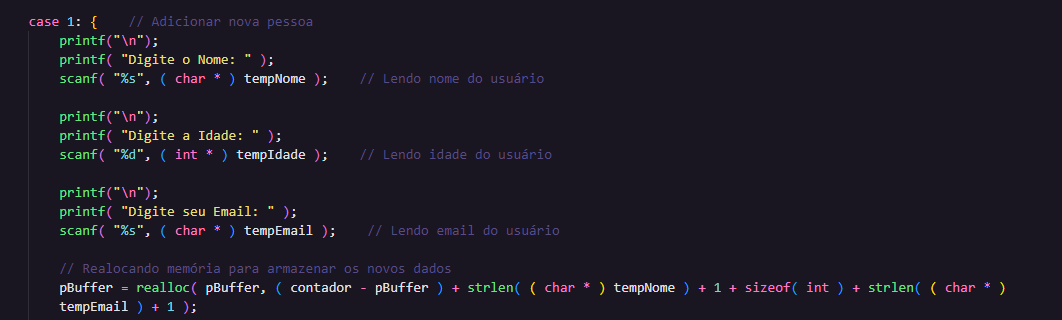 case 1: {    // Adicionar nova pessoa
    printf("\n");
    printf( "Digite o Nome: " );
    scanf( "%s", ( char * ) tempNome );    // Lendo nome do usuário

    printf("\n");
    printf( "Digite a Idade: " );
    scanf( "%d", ( int * ) tempIdade );    // Lendo idade do usuário

    printf("\n");
    printf( "Digite seu Email: " );
    scanf( "%s", ( char * ) tempEmail );    // Lendo email do usuário

    // Realocando memória para armazenar os novos dados
    pBuffer = realloc( pBuffer, ( contador - pBuffer ) + strlen( ( char * ) tempNome ) + 1 + sizeof( int ) + strlen( ( char * )
    tempEmail ) + 1 );